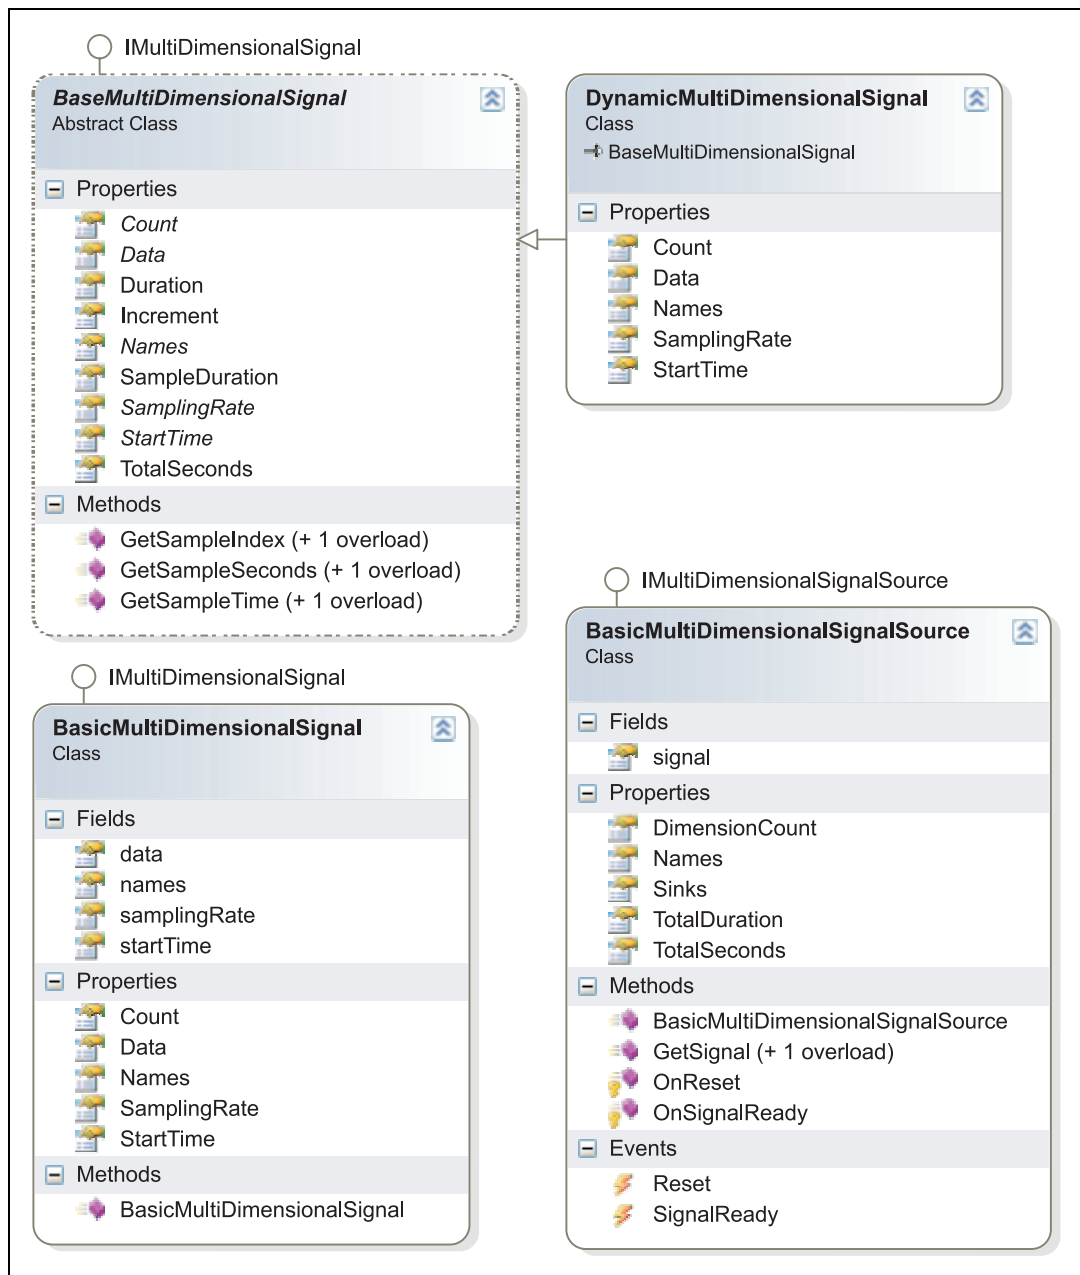 IMultiDimensionalSignal
BaseMultiDimensionalSignal
Abstract Class
Properties
Count
Data
Duration
Increment
Names
SampleDuration
SamplingRate
StartTime
TotalSeconds
Methods
GetSampleIndex (+ 1 overload)
GetSampleSeconds (+ 1 overload)
GetSampleTime (+ 1 overload)
DynamicMultiDimensionalSignal
Class
BaseMultiDimensionalSignal
Properties
Count
Data
Names
SamplingRate
StartTime
IMultiDimensionalSignal
BasicMultiDimensionalSignal
Class
Fields
data
names
samplingRate
startTime
Properties
Count
Data
Names
SamplingRate
StartTime
Methods
BasicMultiDimensionalSignal
IMultiDimensionalSignalSource
BasicMultiDimensionalSignalSource
Class
Fields
signal
Properties
DimensionCount
Names
Sinks
TotalDuration
TotalSeconds
Methods
BasicMultiDimensionalSignalSource
GetSignal (+ 1 overload)
OnReset
OnSignalReady
Events
Reset
SignalReady